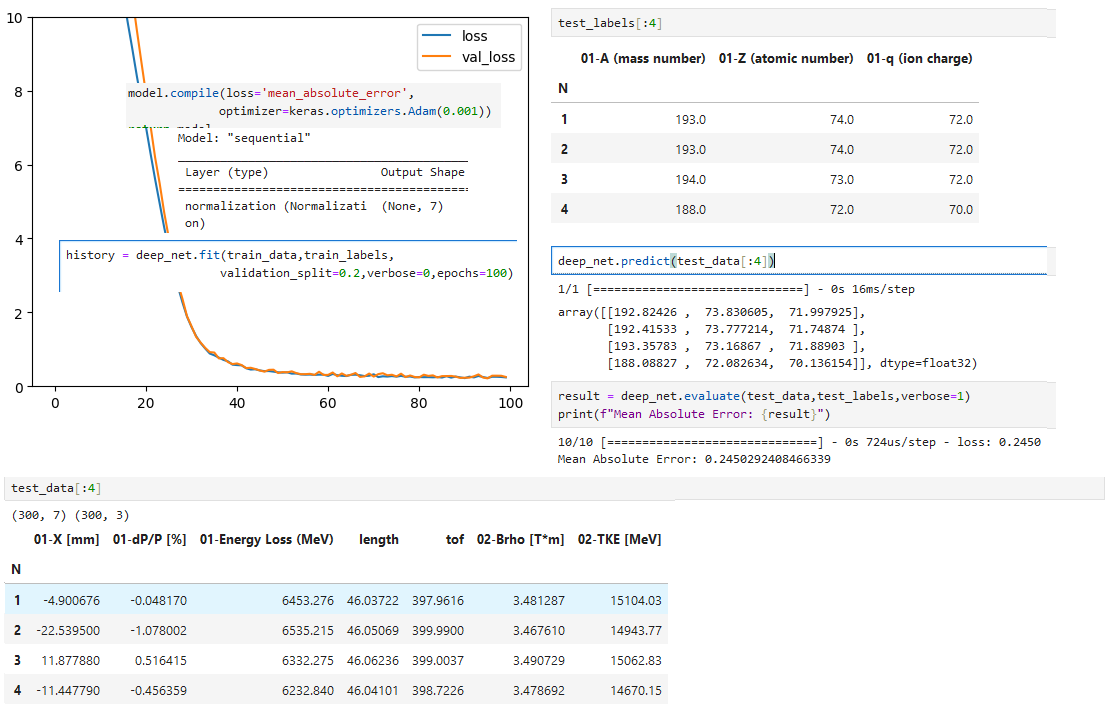 10
loss
val_loss
8
model.compile(loss='mean_absolute_error',
optimizer=keras.optimizers.Adam(0.001))
Model: "sequential"
6
Layer (type) Output Shape
=========================================
normalization (Normalizati (None, 7)
on)
4
history = deep_net.fit(train_data,train_labels,
validation_split=0.2,verbose=0,epochs=100)
2
0
0 20 40 60 80 100
test_labels[:4]
01-A (mass number) 01-Z (atomic number) 01-q (ion charge)
N
1 193.0 74.0 72.0
2 193.0 74.0 72.0
3 194.0 73.0 72.0
4 188.0 72.0 70.0
deep_net.predict(test_data[:4])
1/1 [==============================] - 0s 16ms/step
array([[192.82426 , 73.830605, 71.997925],
[192.41533 , 73.777214, 71.74874 ],
[193.35783 , 73.16867 , 71.88903 ],
[188.08827 , 72.082634, 70.136154]], dtype=float32)
result = deep_net.evaluate(test_data,test_labels,verbose=1)
print(f"Mean Absolute Error: {result}")
10/10 [==============================] - 0s 724us/step - loss: 0.2450
Mean Absolute Error: 0.2450292408466339
test_data[:4]
(300, 7) (300, 3)
01-X [mm] 01-dP/P [%] 01-Energy Loss (MeV) length tof 02-Brho [T*m] 02-TKE [MeV]
N
1 -4.900676 -0.048170 6453.276 46.03722 397.9616 3.481287 15104.03
2 -22.539500 -1.078002 6535.215 46.05069 399.9900 3.467610 14943.77
3 11.877880 0.516415 6332.275 46.06236 399.0037 3.490729 15062.83
4 -11.447790 -0.456359 6232.840 46.04101 398.7226 3.478692 14670.15